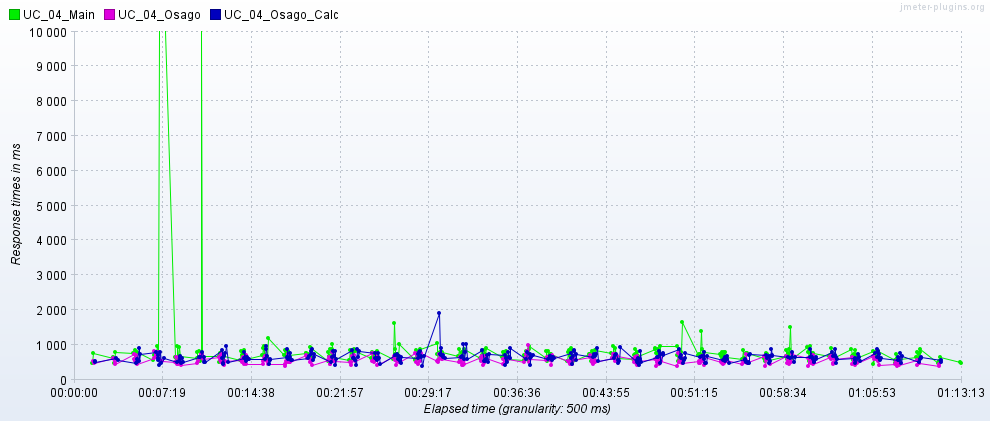 UC_04_Main UC_04_Osago UC_04_Osago_Calc
jmeter-plugins.org
10 000
9 000
8 000
7 000
6 000
5 000
4 000
3 000
2 000
1 000
0
Response times in ms
00:00:00 00:07:19 00:14:38 00:21:57 00:29:17 00:36:36 00:43:55 00:51:15 00:58:34 01:05:53 01:13:13
Elapsed time (granularity: 500 ms)